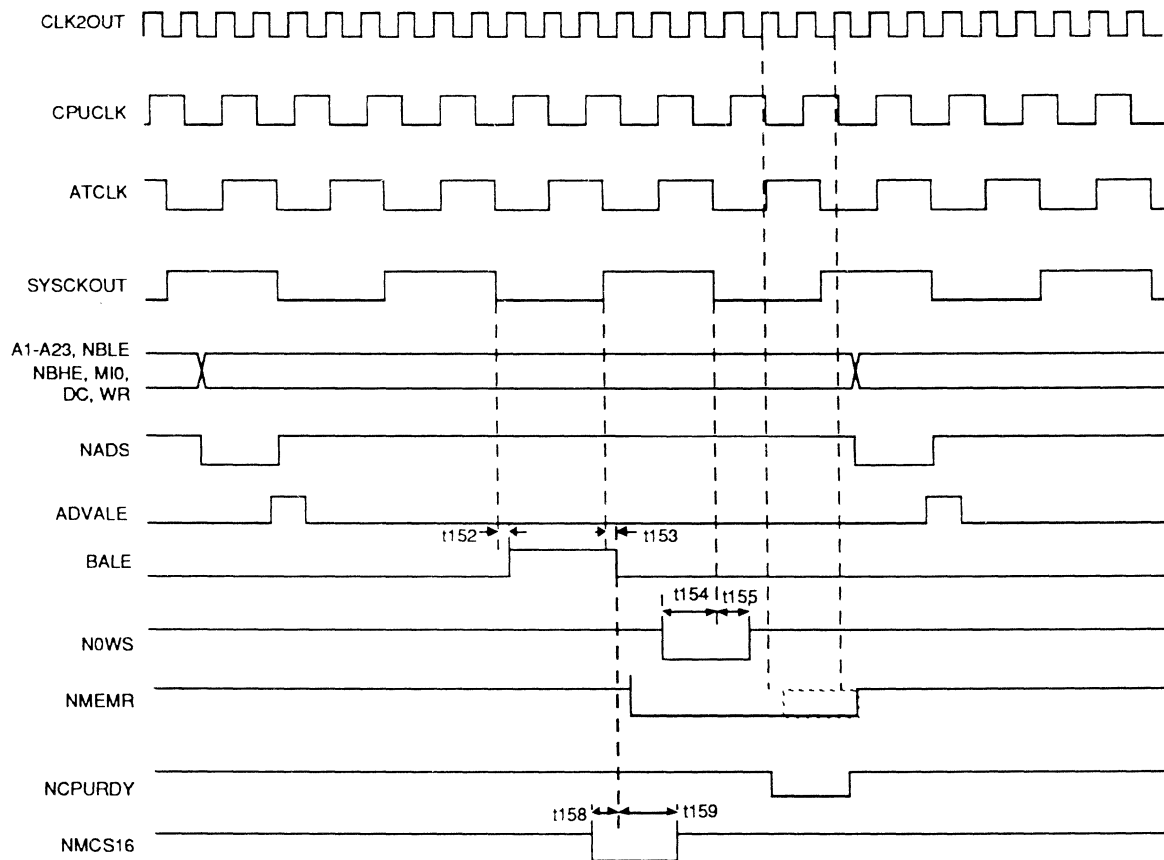 CLK2OUT
CPUCLK
ATCLK
SYSCKOUT
A1-A23, NBLE
NBHE, MI0,
DC, WR
NADS
ADVALE
t152
t153
BALE
t154
t155
N0WS
NMEMR
NCPURDY
t158
t159
NMCS16